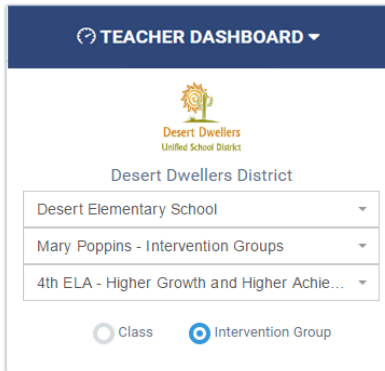 TEACHER DASHBOARD
Desert Dwellers
Unified School District
Desert Dwellers District
Desert Elementary School
Mary Poppins - Intervention Groups
4th ELA - Higher Growth and Higher Achie...
Class Intervention Group